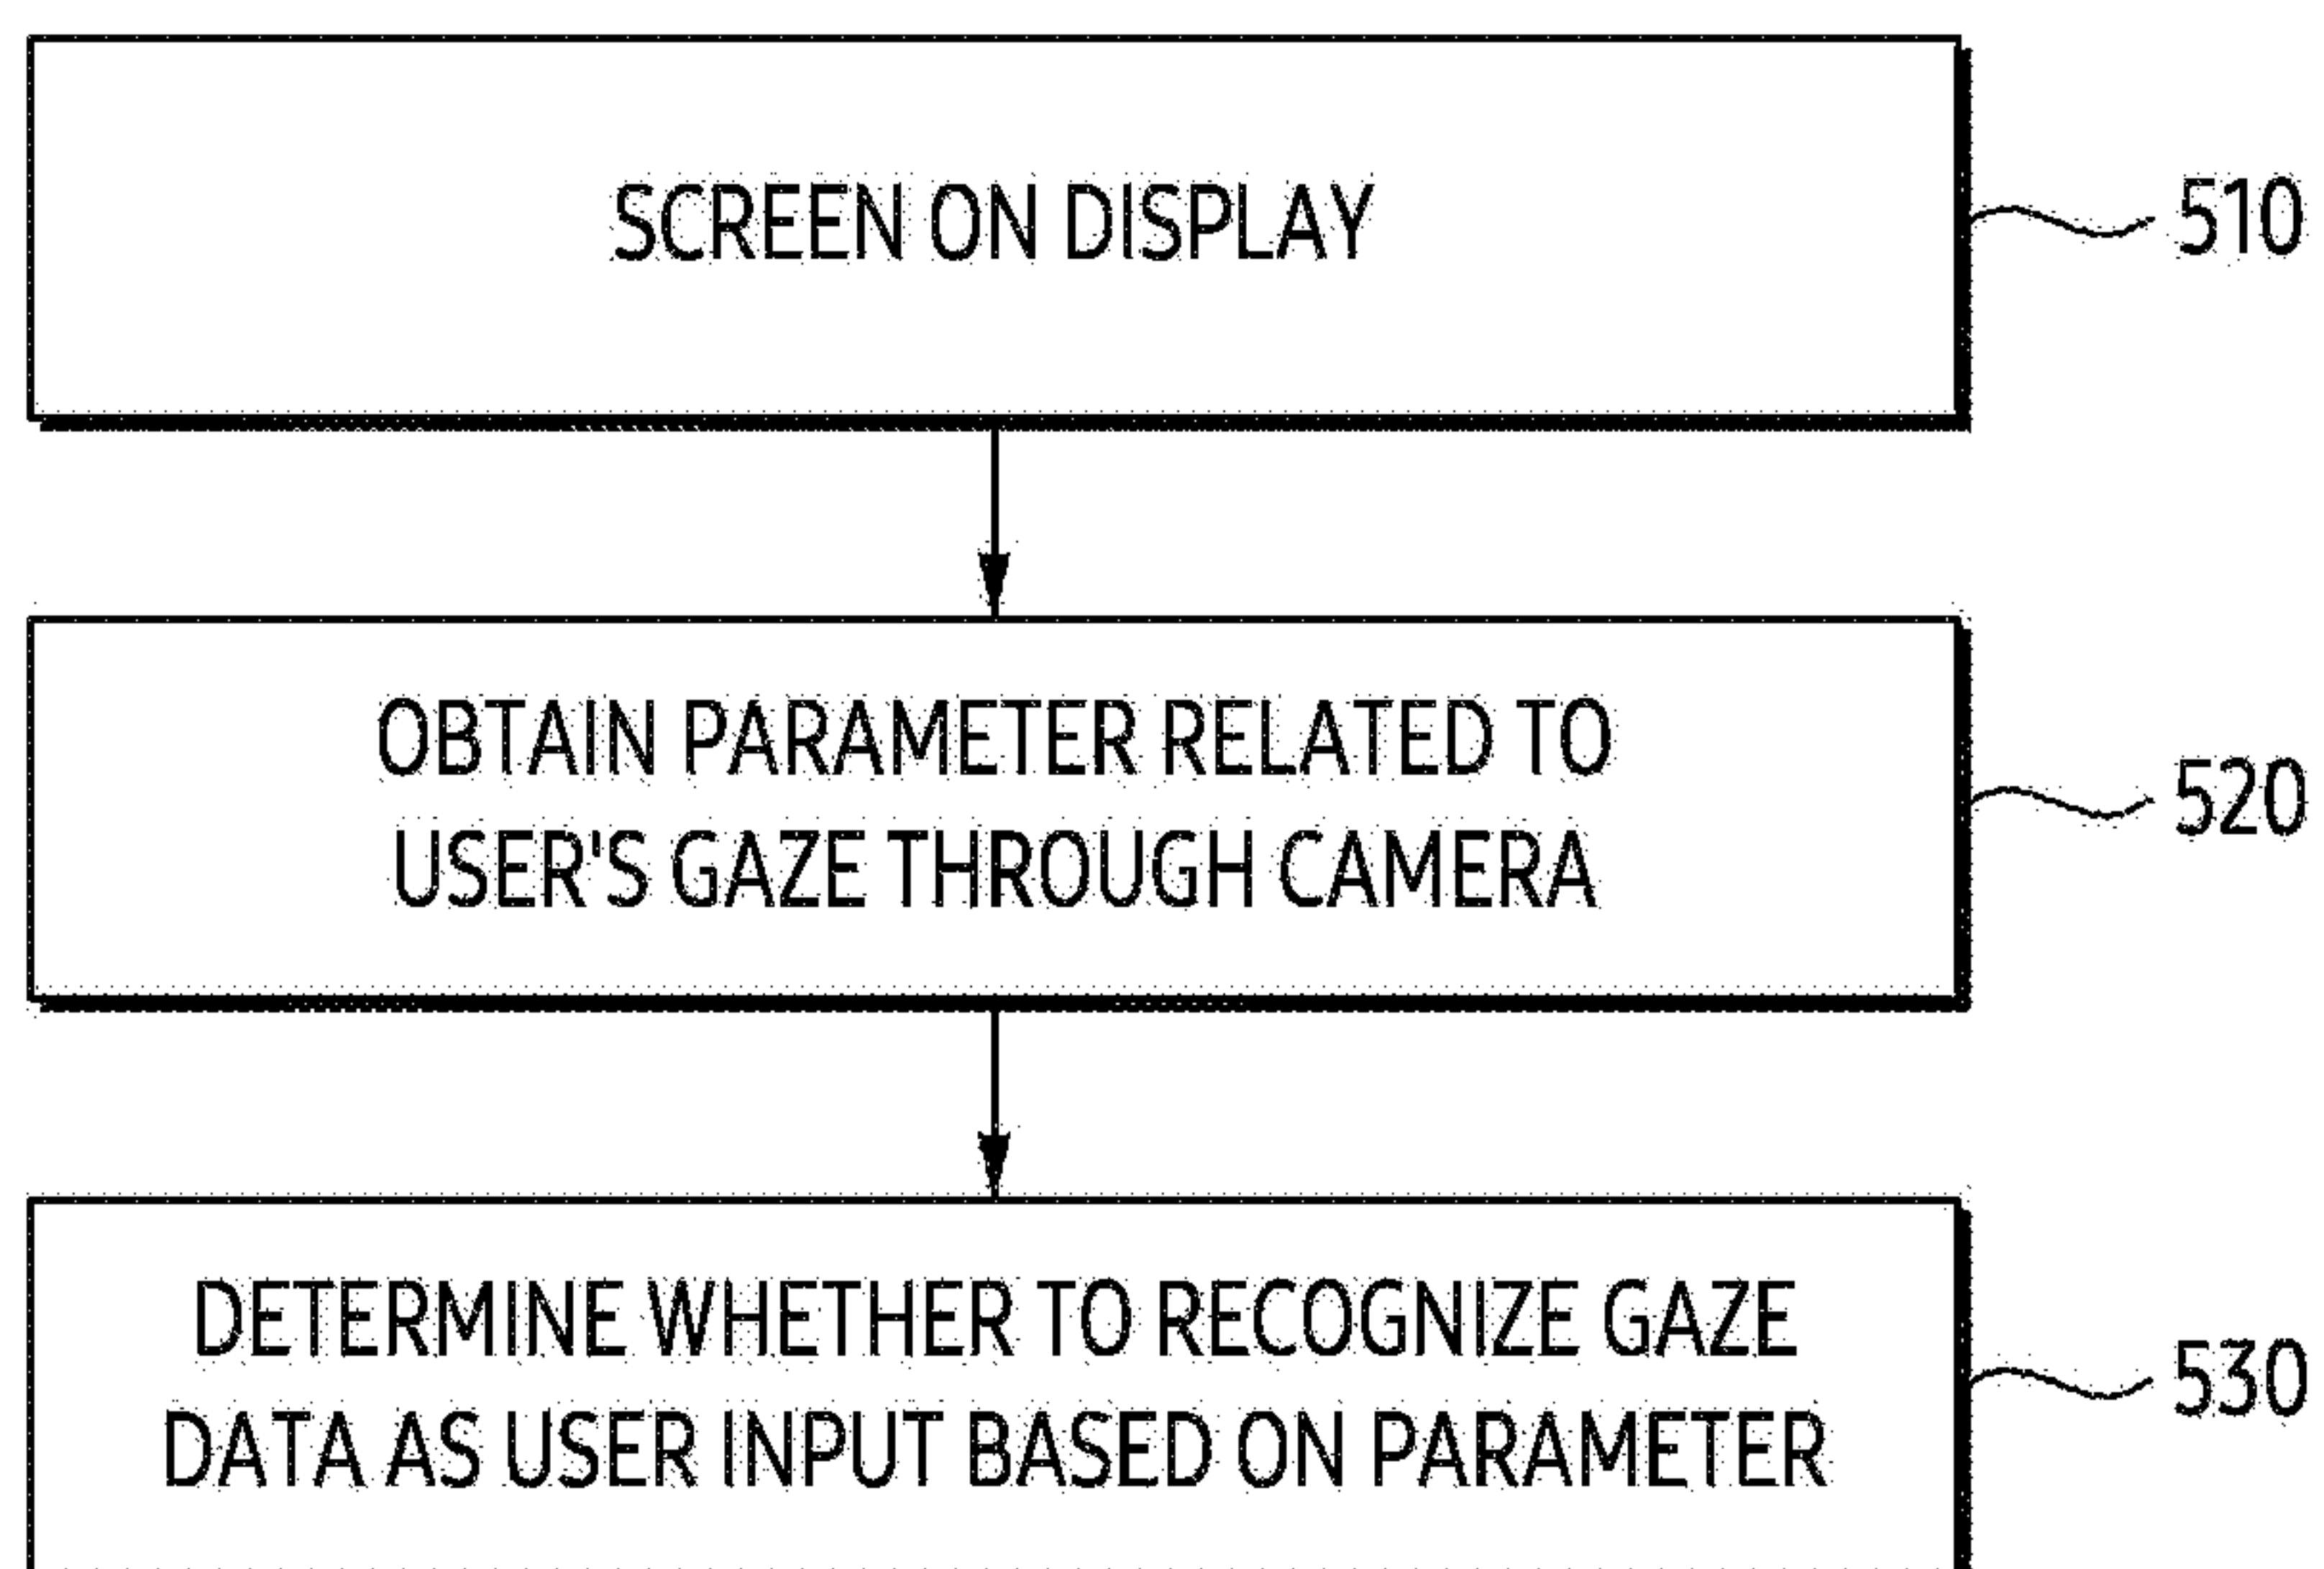 SCREEN ON DISPLAY
510
OBTAIN PARAMETER RELATED TO
USER'S GAZE THROUGH CAMERA
520
DETERMINE WHETHER TO RECOGNIZE GAZE
DATA AS USER INPUT BASED ON PARAMETER
530